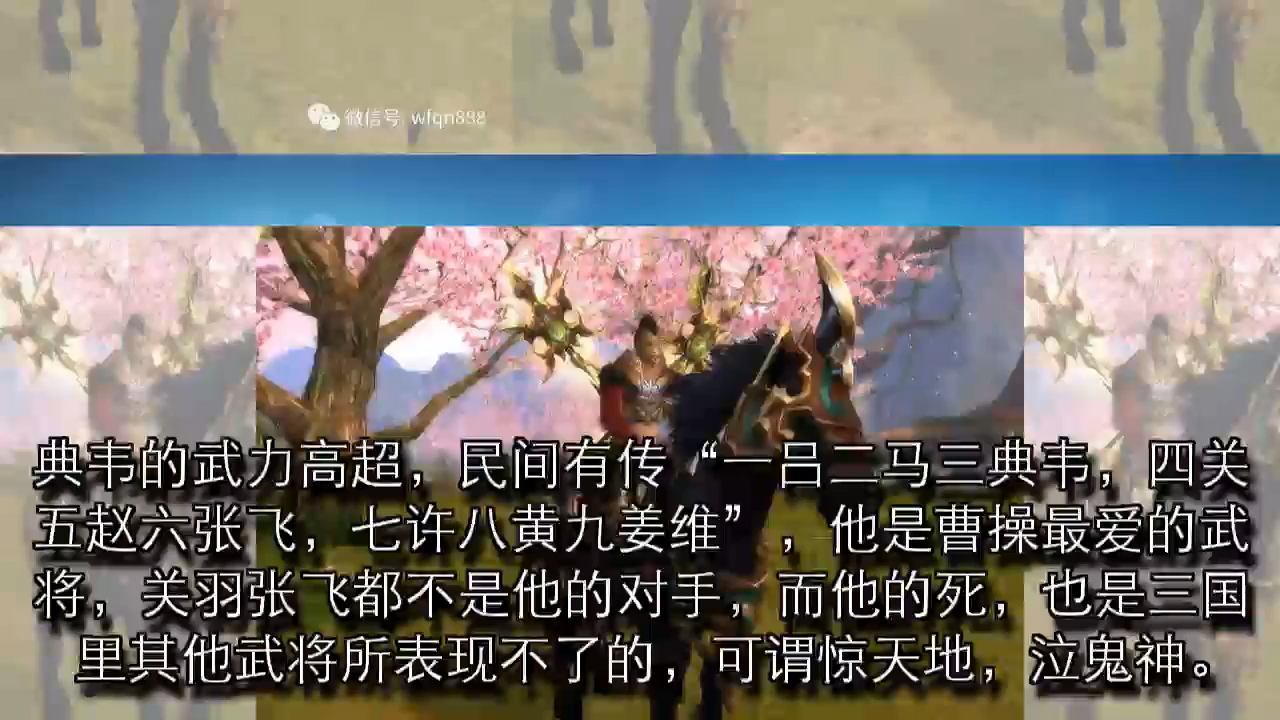 微信号: wfqn888
典韦的武力高超，民间有传“一吕二马三典韦，四关
五赵六张飞，七许八黄九姜维”，他是曹操最爱的武
将，关羽张飞都不是他的对手，而他的死，也是三国
里其他武将所表现不了的，可谓惊天地，泣鬼神。